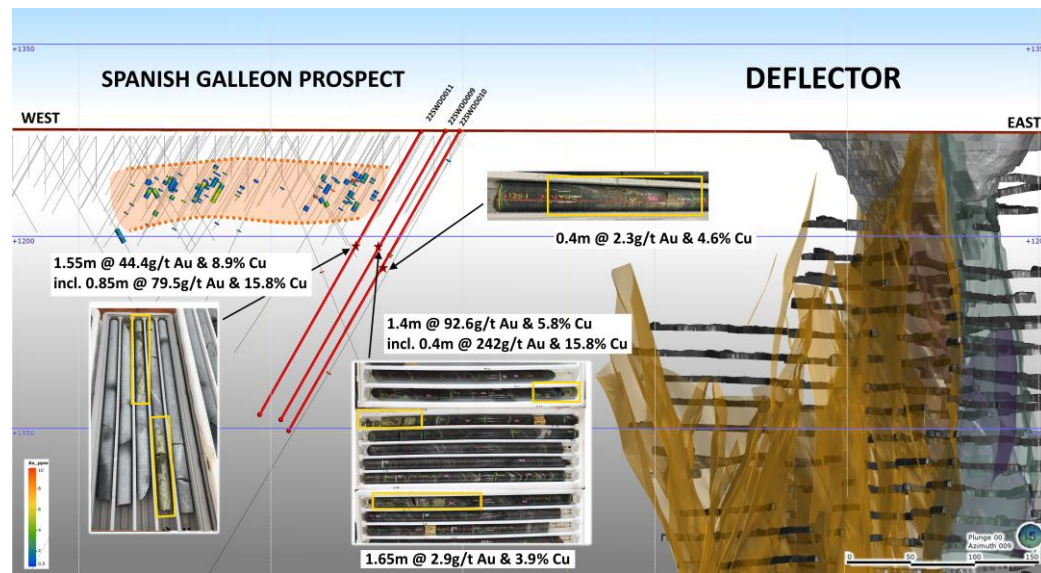 +1350
+135
SPANISH GALLEON PROSPECT
DEFLECTOR
22SWDD011
22SWDD009
22SWDD010
WEST
EAST
0.4m @ 2.3g/t Au & 4.6% Cu
+1200
+120
1.55m @ 44.4g/t Au & 8.9% Cu
incl. 0.85m @ 79.5g/t Au & 15.8% Cu
1.4m @ 92.6g/t Au & 5.8% Cu
incl. 0.4m @ 242g/t Au & 15.8% Cu
+1050
Au_ppm
10
8
6
4
2
0.5
1.65m @ 2.9g/t Au & 3.9% Cu
Plunge 00
Azimuth 009
0 50 100 150